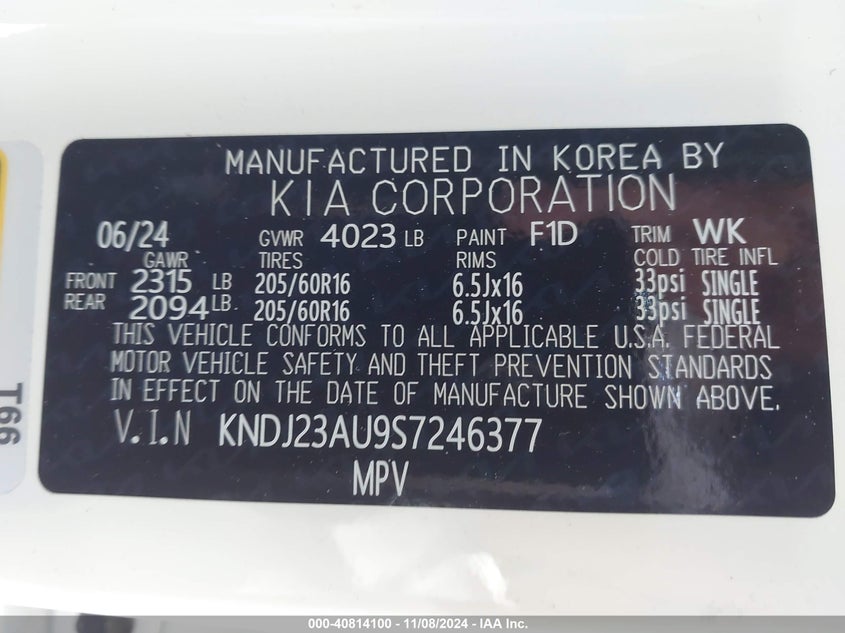 MANUFACTURED IN KOREA BY
KIA CORPORATION
06/24 GVWR 4023 LB PAINT F1D TRIM WK
GAWR TIRES RIMS COLD TIRE INFL
FRONT 2315 LB 205/60R16 6.5Jx16 33psi SINGLE
REAR 2094 LB 205/60R16 6.5Jx16 33psi SINGLE
THIS VEHICLE CONFORMS TO ALL APPLICABLE U.S.A. FEDERAL
MOTOR VEHICLE SAFETY AND THEFT PREVENTION STANDARDS
IN EFFECT ON THE DATE OF MANUFACTURE SHOWN ABOVE.
V.I.N KNDJ23AU9S7246377
MPV
000-40814100 - 11/08/2024 - IAA Inc.